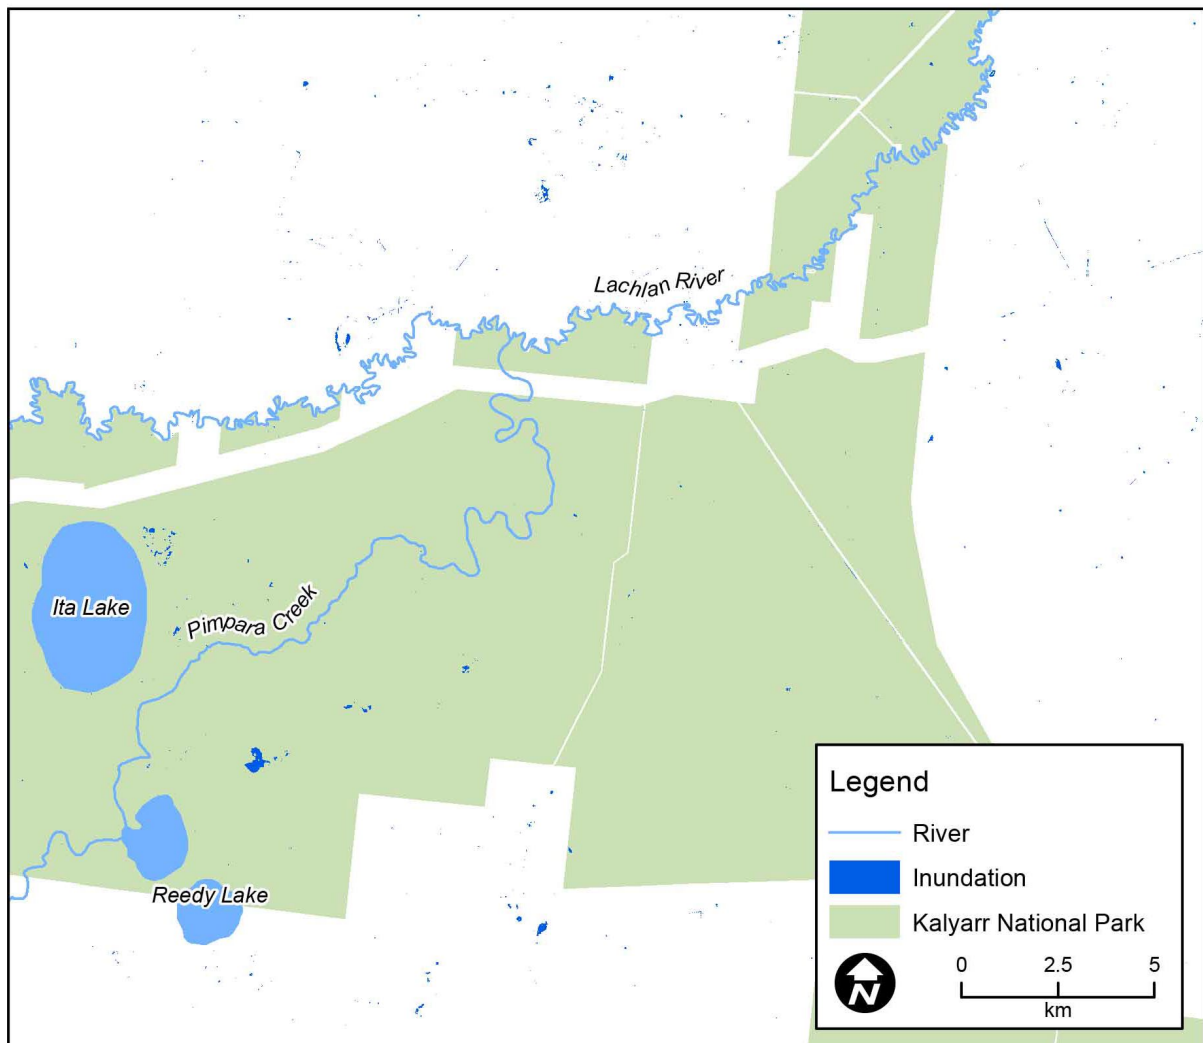 Lachlan River
Ita Lake
Pimpara Creek
Reedy Lake
Legend
River
Inundation
Kalyarr National Park
N
0 2.5 5
km